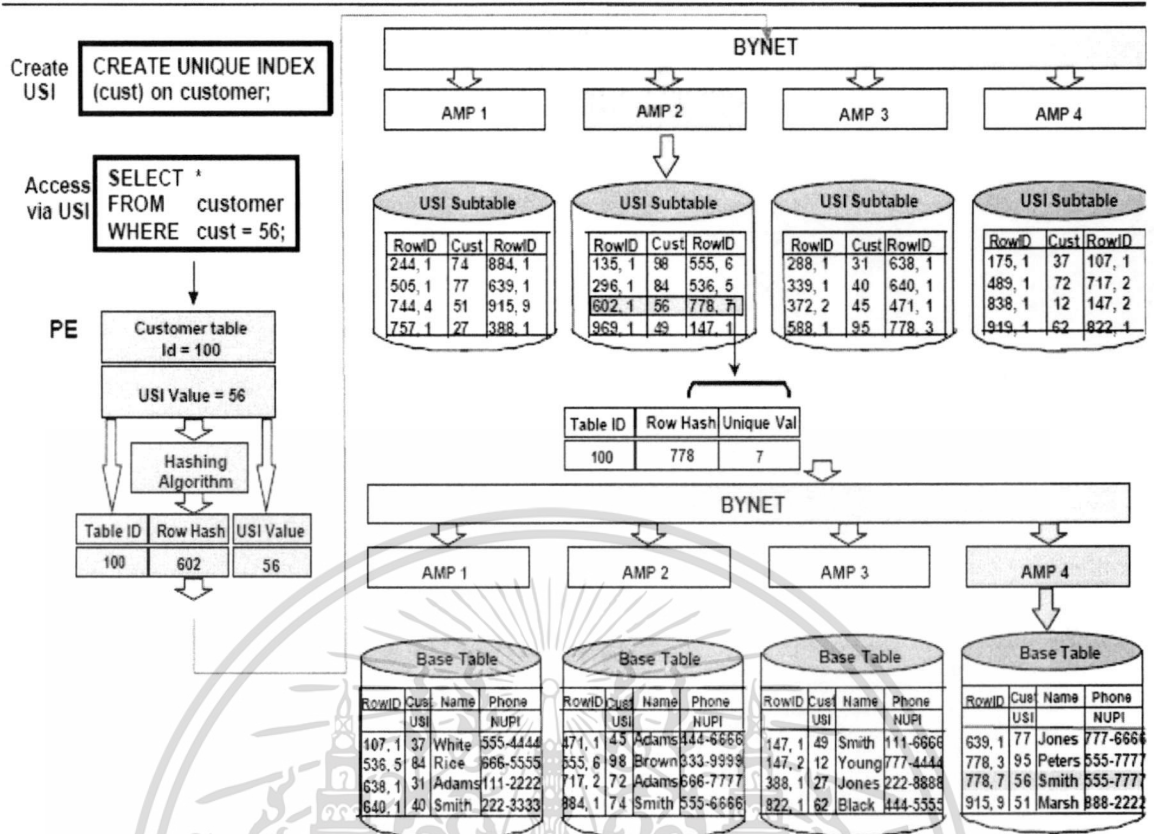 Create USI
CREATE UNIQUE INDEX
(cust) on customer;
Access via USI
SELECT *
FROM customer
WHERE cust = 56;
PE
Customer table
Id = 100
USI Value = 56
Hashing
Algorithm
Table ID Row Hash USI Value
100 602 56
BYNET
AMP 1 AMP 2 AMP 3 AMP 4
USI Subtable
RowID Cust RowID
244, 1 74 884, 1
505, 1 77 639, 1
744, 4 51 915, 9
757, 1 27 388, 1
USI Subtable
RowID Cust RowID
135, 1 98 555, 6
296, 1 84 536, 5
602, 1 56 778, 7
969, 1 49 147, 1
USI Subtable
RowID Cust RowID
288, 1 31 638, 1
339, 1 40 640, 1
372, 2 45 471, 1
588, 1 95 778, 3
USI Subtable
RowID Cust RowID
175, 1 37 107, 1
489, 1 72 717, 2
838, 1 12 147, 2
919, 1 62 822, 1
Table ID Row Hash Unique Val
100 778 7
BYNET
AMP 1 AMP 2 AMP 3 AMP 4
Base Table
RowID Cust Name Phone
USI NUPI
107, 1 37 White 555-4444
536, 5 84 Rice 666-5555
638, 1 31 Adams 111-2222
640, 1 40 Smith 222-3333
Base Table
RowID Cust Name Phone
USI NUPI
471, 1 45 Adams 444-6666
555, 6 98 Brown 333-9999
717, 2 72 Adams 666-7777
884, 1 74 Smith 555-6666
Base Table
RowID Cust Name Phone
USI NUPI
147, 1 49 Smith 111-6666
147, 2 12 Young 777-4444
388, 1 27 Jones 222-8888
822, 1 62 Black 444-5555
Base Table
RowID Cust Name Phone
USI NUPI
639, 1 77 Jones 777-6666
778, 3 95 Peters 555-7777
778, 7 56 Smith 555-7777
915, 9 51 Marsh 888-2222